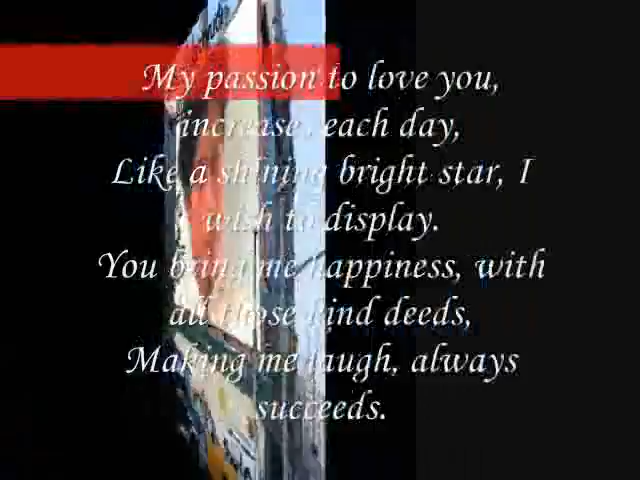 My passion to love you,
increases each day,
Like a shining bright star, I
wish to display.
You bring me happiness, with
all those kind deeds,
Making me laugh, always
succeeds.